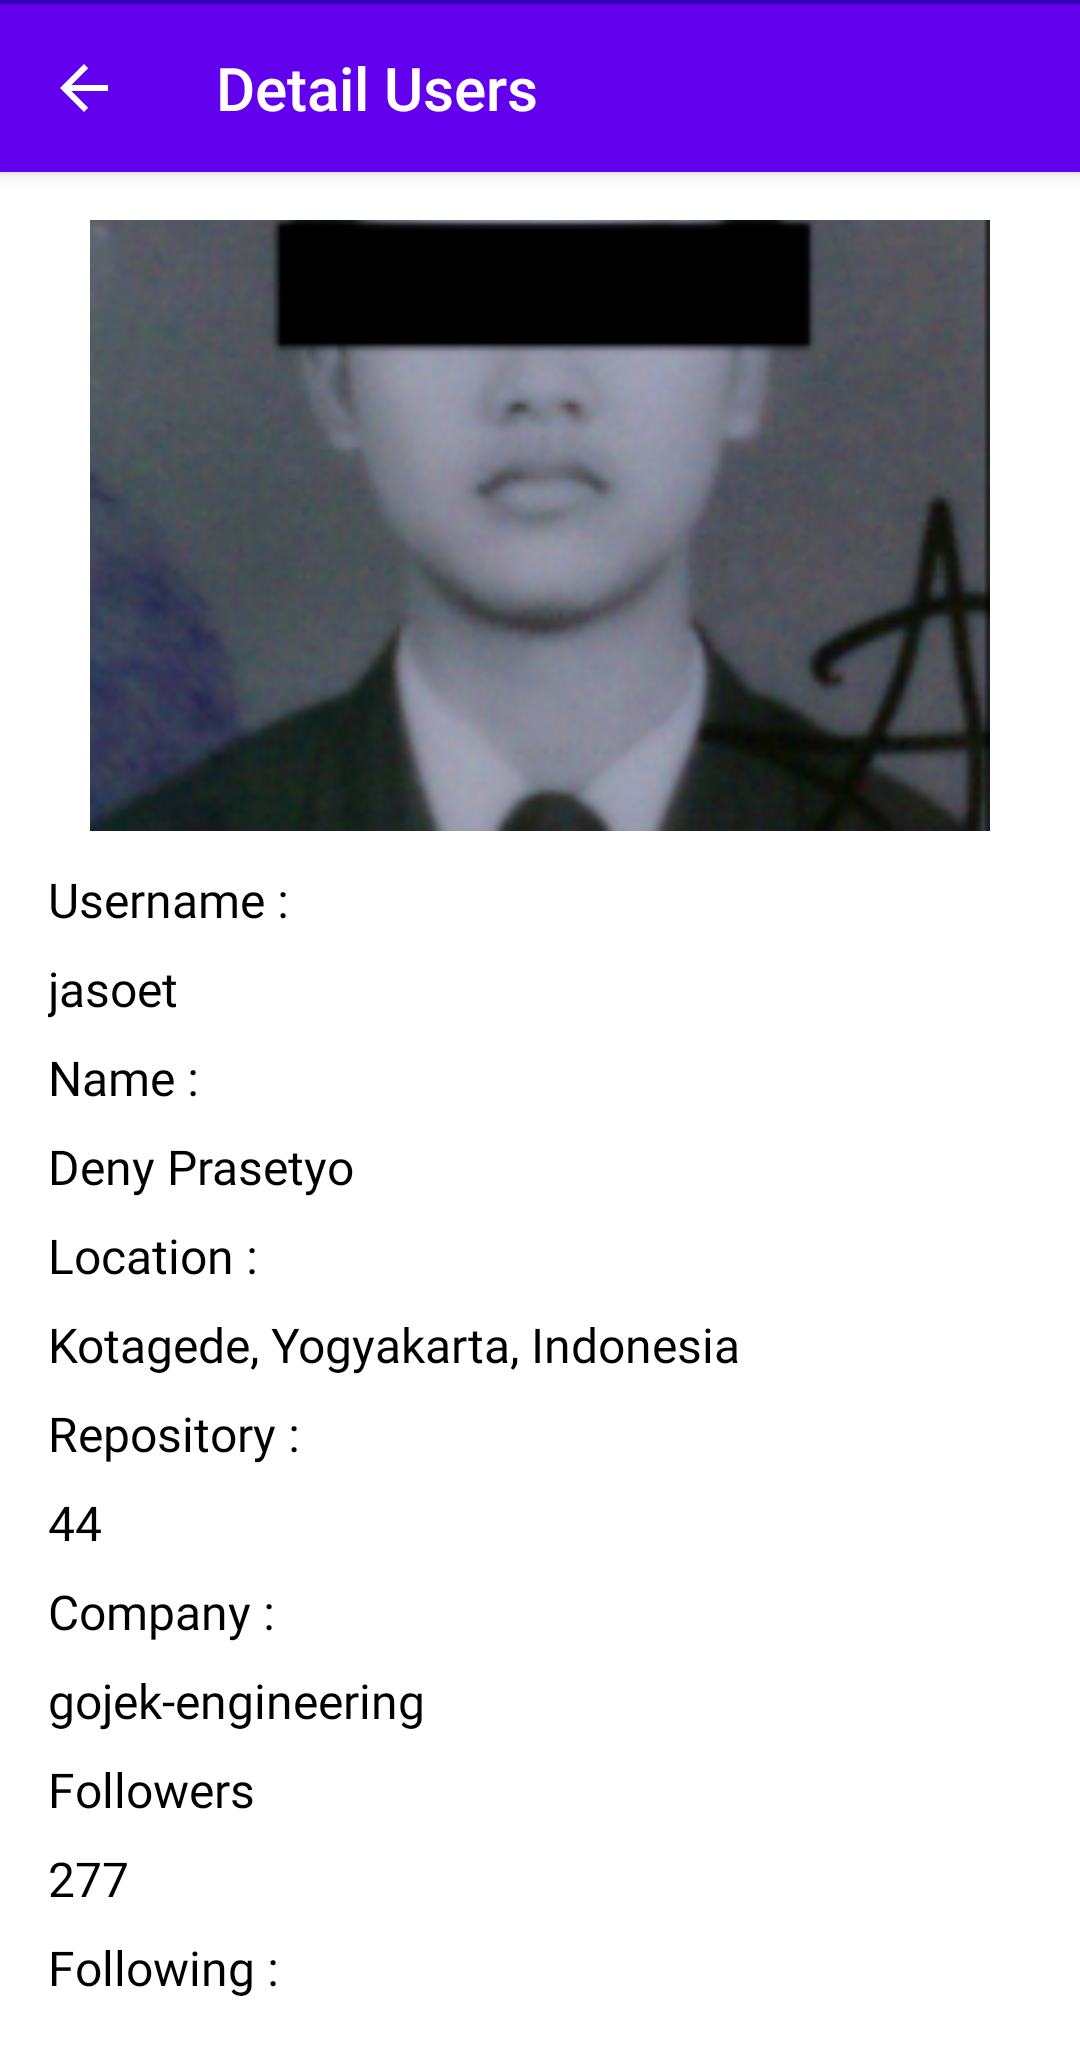 Detail Users
Username :
jasoet
Name :
Deny Prasetyo
Location :
Kotagede, Yogyakarta, Indonesia
Repository :
44
Company :
gojek-engineering
Followers
277
Following :